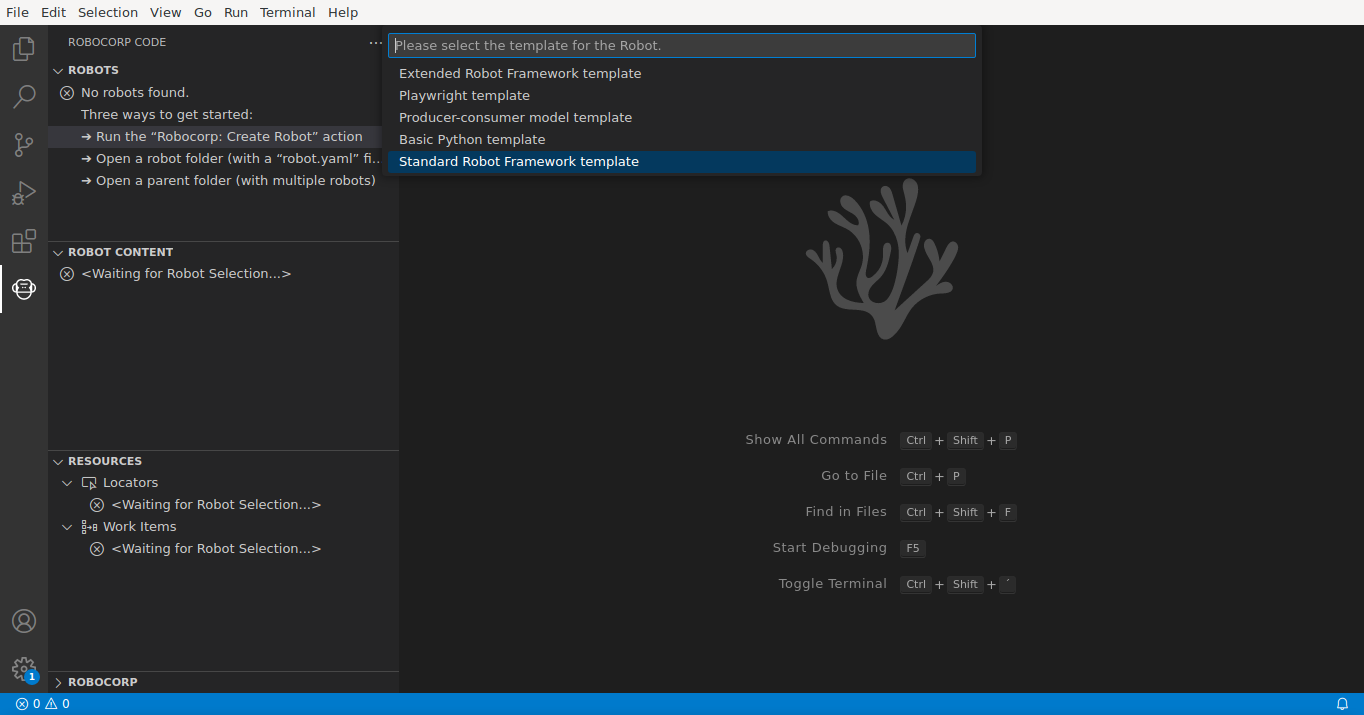 File Edit Selection View Go Run Terminal Help
ROBOCORP CODE
Please select the template for the Robot.
Extended Robot Framework template
Playwright template
Producer-consumer model template
Basic Python template
Standard Robot Framework template
ROBOTS
No robots found.
Three ways to get started:
➔ Run the “Robocorp: Create Robot” action
➔ Open a robot folder (with a “robot.yaml” fi...
➔ Open a parent folder (with multiple robots)
ROBOT CONTENT
<Waiting for Robot Selection...>
RESOURCES
Locators
<Waiting for Robot Selection...>
Work Items
<Waiting for Robot Selection...>
ROBOCORP
Show All Commands Ctrl + Shift + P
Go to File Ctrl + P
Find in Files Ctrl + Shift + F
Start Debugging F5
Toggle Terminal Ctrl + Shift + ´
1
0 0